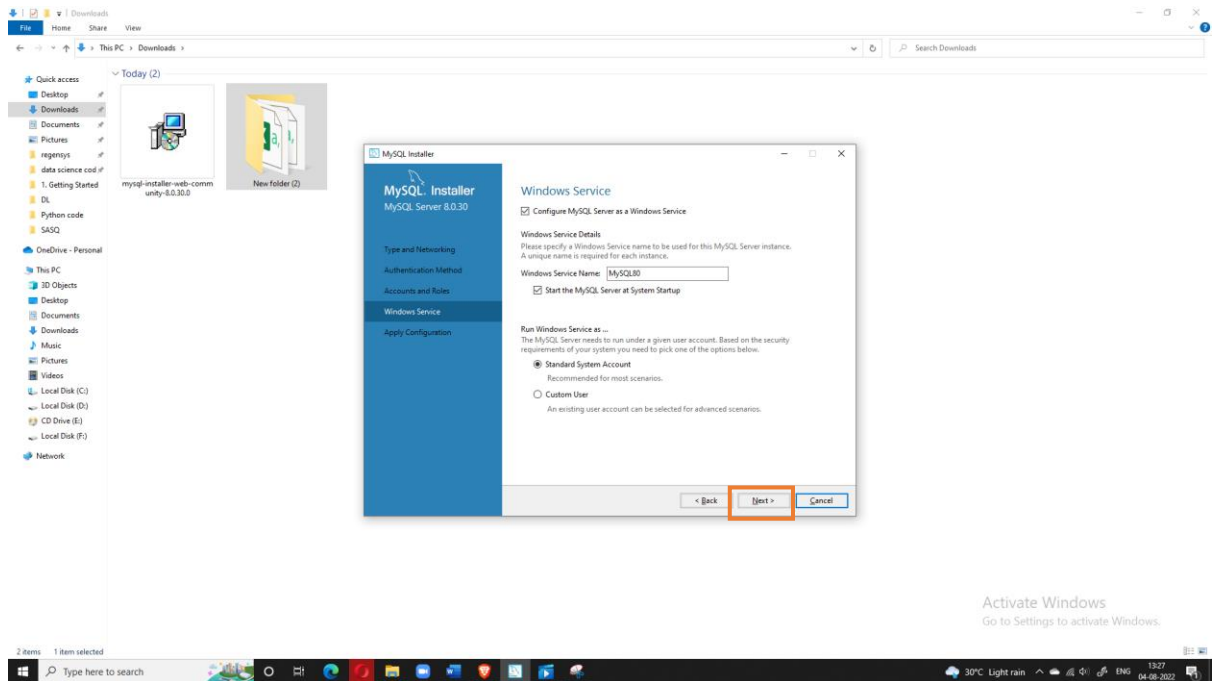 Downloads
File Home Share View
This PC > Downloads >
Search Downloads
Quick access
Desktop
Downloads
Documents
Pictures
regensys
data science cod
1. Getting Started
DL
Python code
SASQ
OneDrive - Personal
This PC
3D Objects
Desktop
Documents
Downloads
Music
Pictures
Videos
Local Disk (C:)
Local Disk (D:)
CD Drive (E:)
Local Disk (F:)
Network
Today (2)
mysql-installer-web-comm
unity-8.0.30.0
New folder (2)
MySQL Installer
MySQL. Installer
MySQL Server 8.0.30
Type and Networking
Authentication Method
Accounts and Roles
Windows Service
Apply Configuration
Windows Service
Configure MySQL Server as a Windows Service
Windows Service Details
Please specify a Windows Service name to be used for this MySQL Server instance.
A unique name is required for each instance.
Windows Service Name: MySQL80
Start the MySQL Server at System Startup
Run Windows Service as ...
The MySQL Server needs to run under a given user account. Based on the security
requirements of your system you need to pick one of the options below.
Standard System Account
Recommended for most scenarios.
Custom User
An existing user account can be selected for advanced scenarios.
< Back Next > Cancel
Activate Windows
Go to Settings to activate Windows.
2 items 1 item selected
Type here to search
30°C Light rain ENG 13:27
04-08-2022